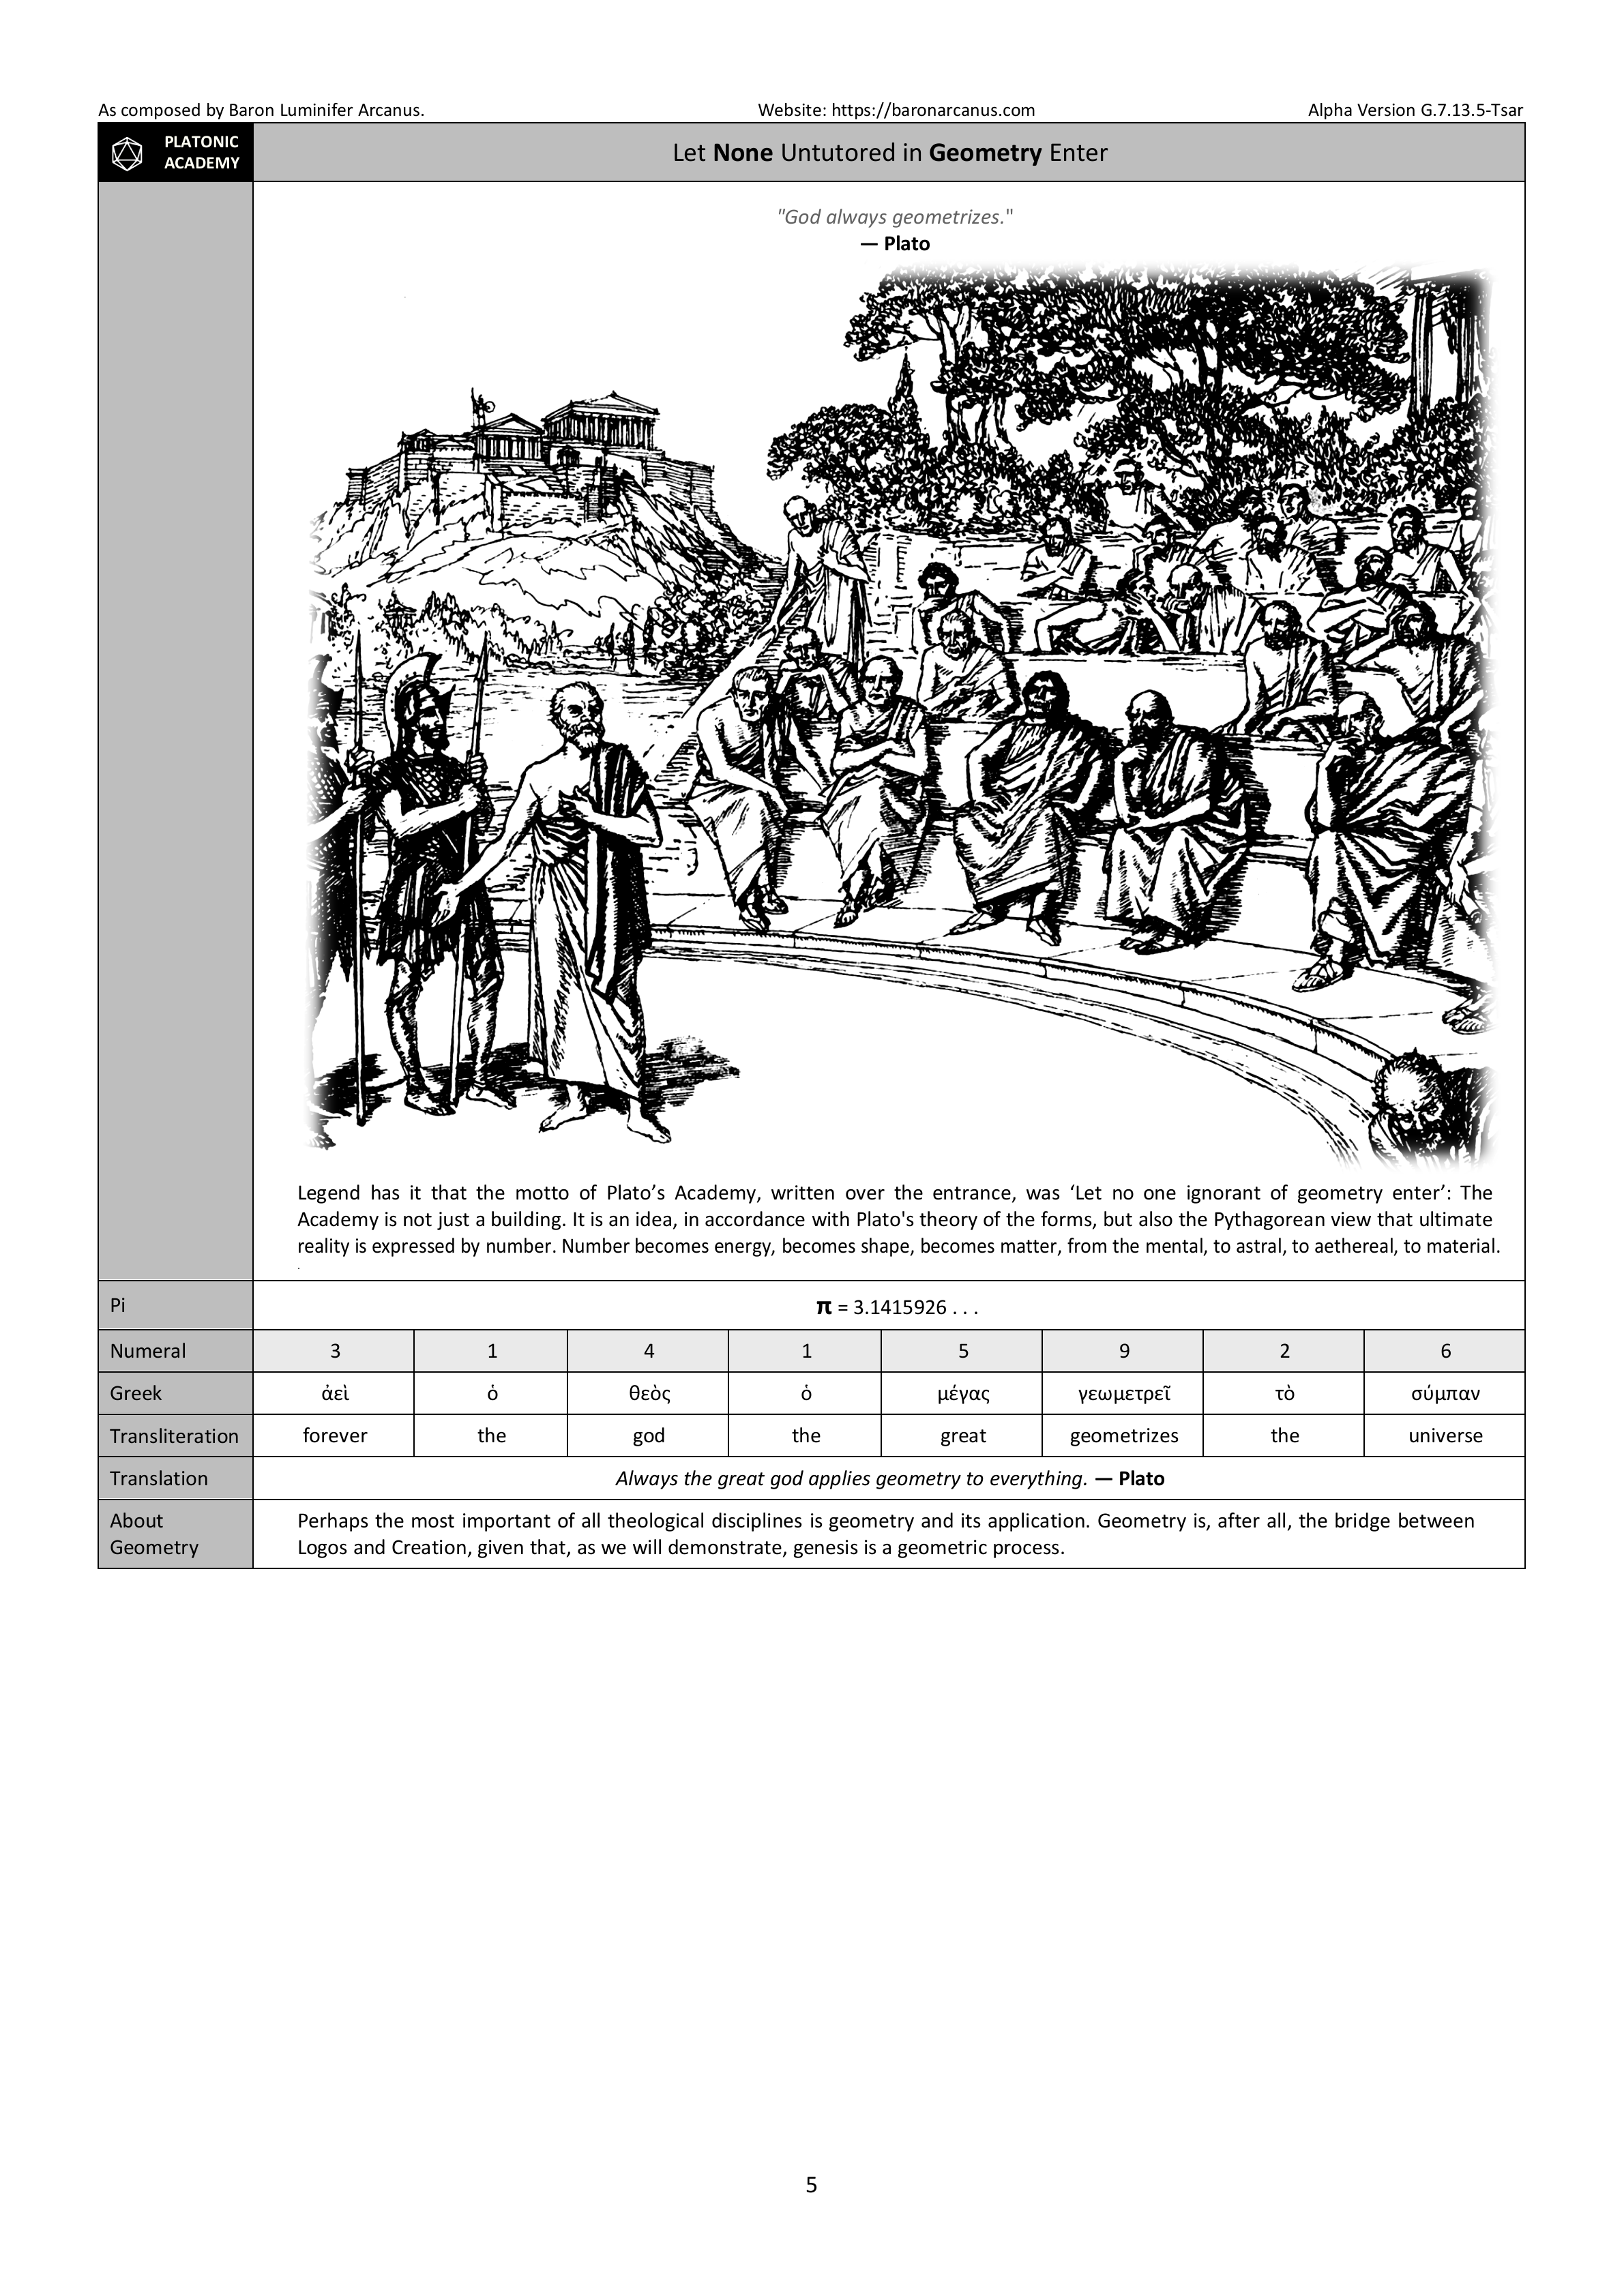 As composed by Baron Luminifer Arcanus. Website: https://baronarcanus.com Alpha Version G.7.13.5-Tsar
PLATONIC
ACADEMY
Let None Untutored in Geometry Enter
"God always geometrizes."
— Plato
Legend has it that the motto of Plato’s Academy, written over the entrance, was ‘Let no one ignorant of geometry enter’: The
Academy is not just a building. It is an idea, in accordance with Plato's theory of the forms, but also the Pythagorean view that ultimate
reality is expressed by number. Number becomes energy, becomes shape, becomes matter, from the mental, to astral, to aethereal, to material.
.
Pi π = 3.1415926 . . .
Numeral 3 1 4 1 5 9 2 6
Greek ἀεὶ ὁ θεὸς ὁ μέγας γεωμετρεῖ τὸ σύμπαν
Transliteration forever the god the great geometrizes the universe
Translation Always the great god applies geometry to everything. — Plato
About
Geometry
Perhaps the most important of all theological disciplines is geometry and its application. Geometry is, after all, the bridge between
Logos and Creation, given that, as we will demonstrate, genesis is a geometric process.
5